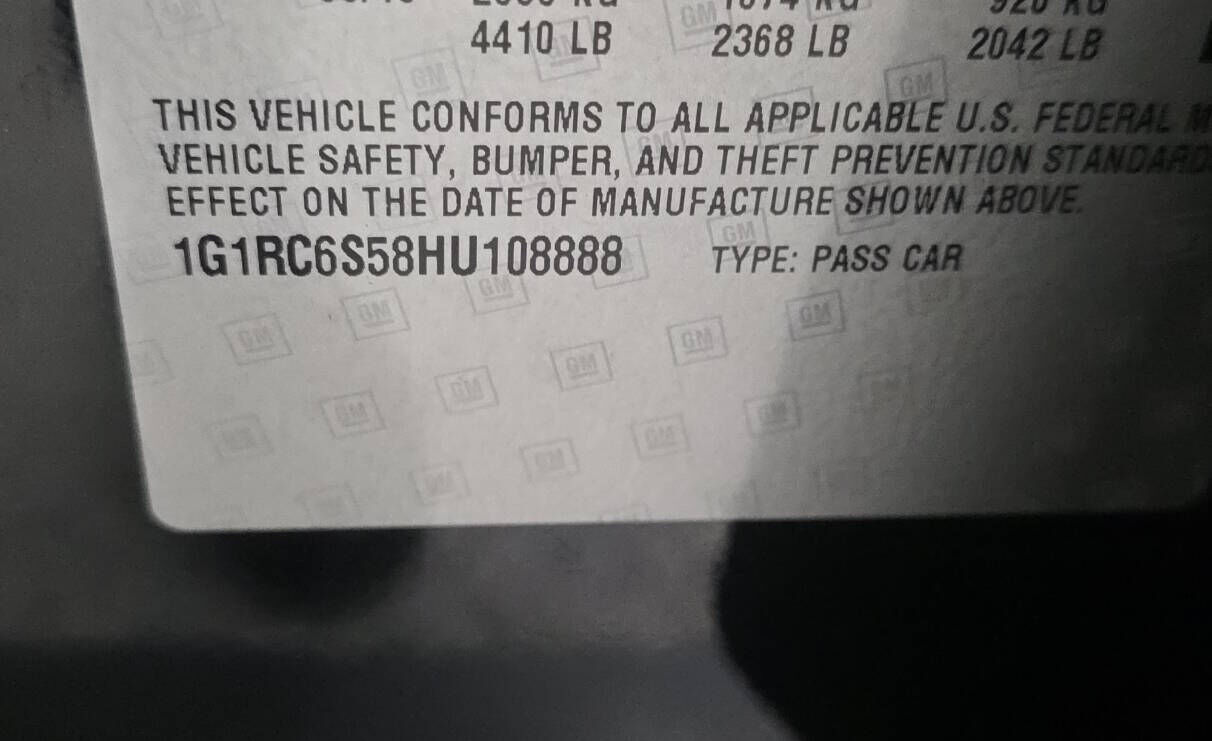 4410 LB 2368 LB 2042 LB
THIS VEHICLE CONFORMS TO ALL APPLICABLE U.S. FEDERAL
VEHICLE SAFETY, BUMPER, AND THEFT PREVENTION STANDARD
EFFECT ON THE DATE OF MANUFACTURE SHOWN ABOVE.
1G1RC6S58HU108888 TYPE: PASS CAR